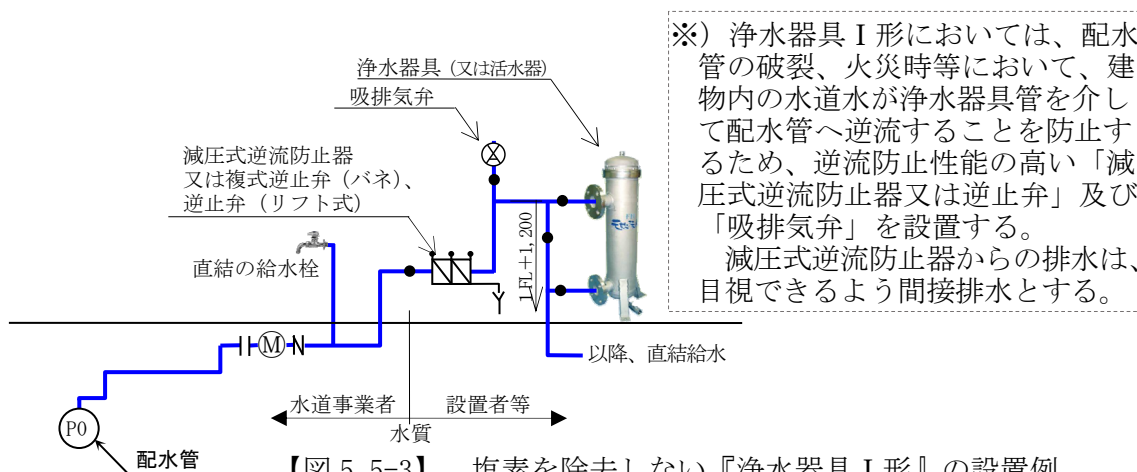 ※）浄水器具Ⅰ形においては、配水
管の破裂、火災時等において、建
物内の水道水が浄水器具管を介し
て配水管へ逆流することを防止す
るため、逆流防止性能の高い「減
圧式逆流防止器又は逆止弁」及び
「吸排気弁」を設置する。
減圧式逆流防止器からの排水は、
目視できるよう間接排水とする。
浄水器具（又は活水器）
吸排気弁
減圧式逆流防止器
又は複式逆止弁（バネ）、
逆止弁（リフト式）
直結の給水栓
1FL＋1,200
M
以降、直結給水
水道事業者
設置者等
水質
P0
配水管
【図 5.5-3】 塩素を除去しない『浄水器具Ⅰ形』の設置例